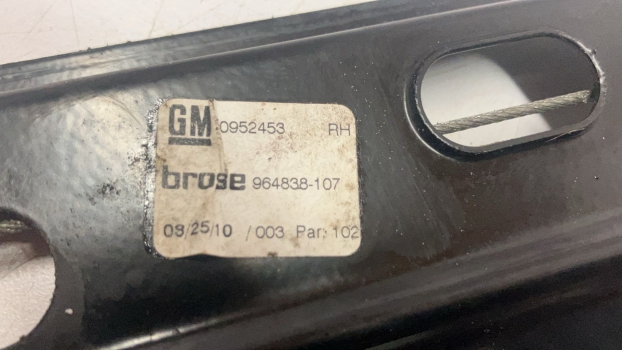 GM 0952453 RH
brose 964838-107
09/25/10 /003 Par: 102